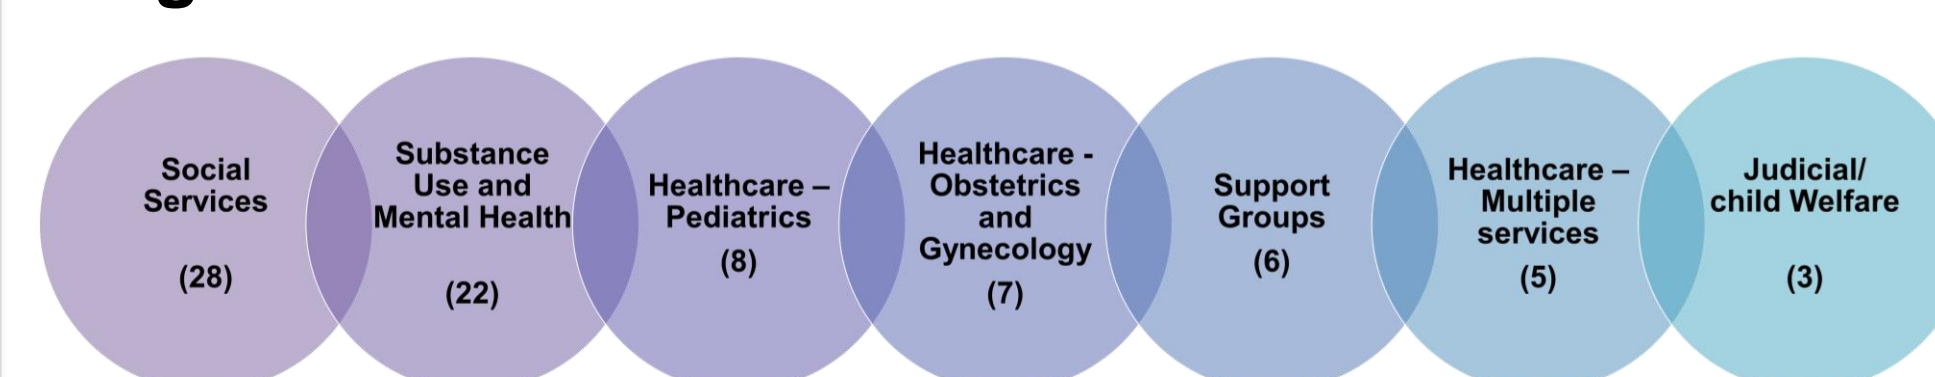 Social
Services
(28)
Substance
Use and
Mental Health
(22)
Healthcare –
Pediatrics
(8)
Healthcare -
Obstetrics
and
Gynecology
(7)
Support
Groups
(6)
Healthcare –
Multiple
services
(5)
Judicial/
child Welfare
(3)